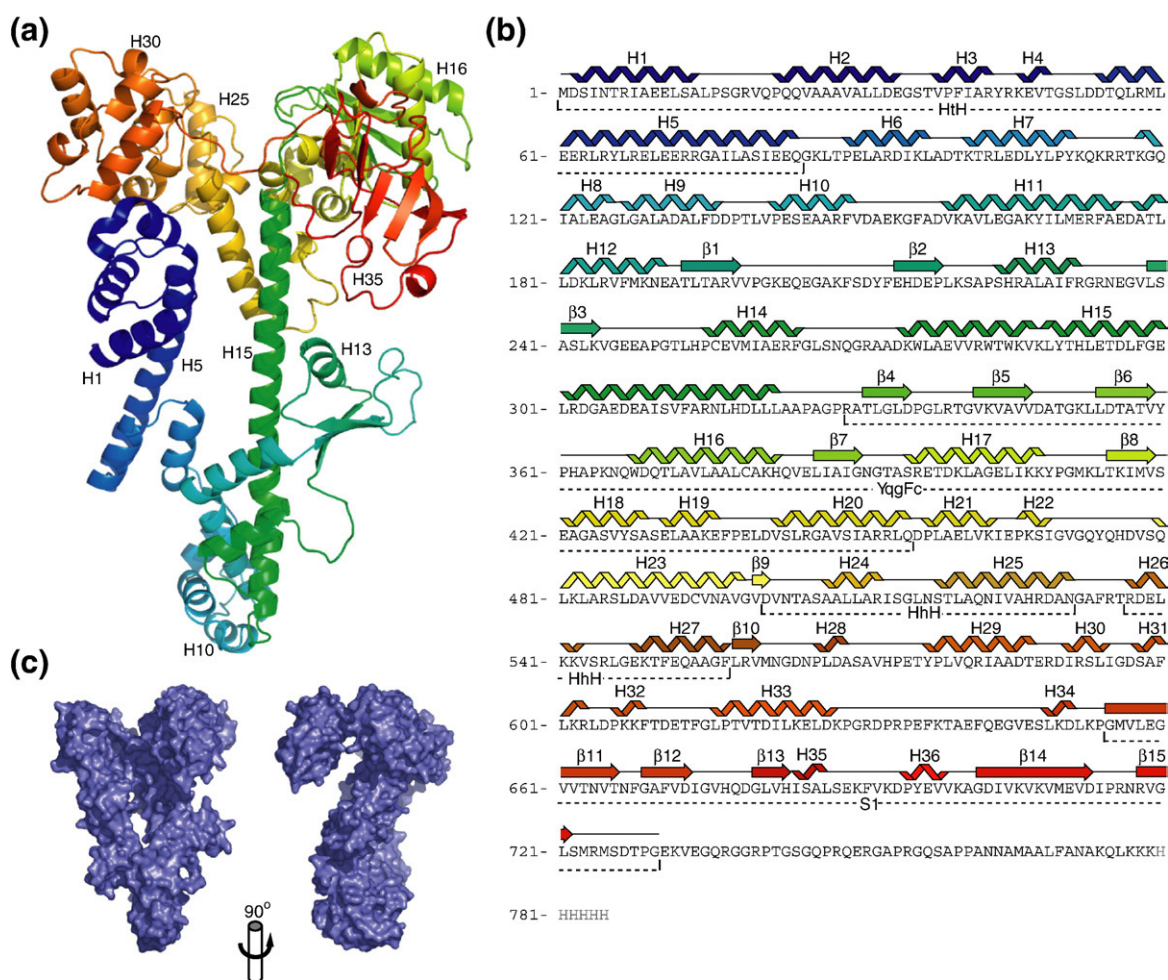 (a)
H30
H25
H16
H35
H15
H13
H1
H5
H10
(b)
H1 H2 H3 H4
1- MDSINTRIAEELSALPSGRVQPQQVAAAVALLDEGSTVPFIARYRKEVTGSLDDTQLRML
HtH
H5 H6 H7
61- EERLRYLRELEERRGAILASIEEQGKLTPELARDIKLADTKTRLEDLYLPYKQKRRTKGQ
H8 H9 H10 H11
121- IALEAGLGALADALFDDPTLVPESEAARFVDAEKGFADVKAVLEGAKYILMERFAEDATL
H12 β1 β2 H13
181- LDKLRVFMKNEATLTARVVPGKEQEGAKFSDYFEHDEPLKSAPSHRALAIFRGRNEGVLS
β3 H14 H15
241- ASLKVGEEAPGTLHPCEVMIAERFGLSNQGRAADKWLAEVVRWTWKVKLYTHLETDLFGE
β4 β5 β6
301- LRDGAEDEAISVFARNLHDLLLAAPAGPRATLGLDPGLRTGVKVAVVDATGKLLDTATVY
H16 β7 H17 β8
361- PHAPKNQWDQTLAVLAALCAKHQVELIAIGNGTASRETDKLAGELIKKYPGMKLTKIMVS
YqgFc
H18 H19 H20 H21 H22
421- EAGASVYSASELAAKEFPELDVSLRGAVSIARRLQDPLAELVKIEPKSIGVGQYQHDVSQ
H23 β9 H24 H25 H26
481- LKLARSLDAVVEDCVNAVGVDVNTASAALLARISGLNSTLAQNIVAHRDANGAFRTRDEL
HhH
H27 β10 H28 H29 H30 H31
541- KKVSRLGEKTFEQAAGFLRVMNGDNPLDASAVHPETYPLVQRIAADTERDIRSLIGDSAF
HhH
H32 H33 H34
601- LKRLDPKKFTDETFGLPTVTDILKELDKPGRDPRPEFKTAEFQEGVESLKDLKPGMVLEG
β11 β12 β13 H35 H36 β14 β15
661- VVTNVTNFGAFVDIGVHQDGLVHISALSEKFVKDPYEVVKAGDIVKVKVMEVDIPRNRVG
S1
721- LSMRMSDTPGEKVEGQRGGRPTGSGQPRQERGAPRGQSAPPANNAMAALFANAKQLKKKH
781- HHHHH
(c)
90°